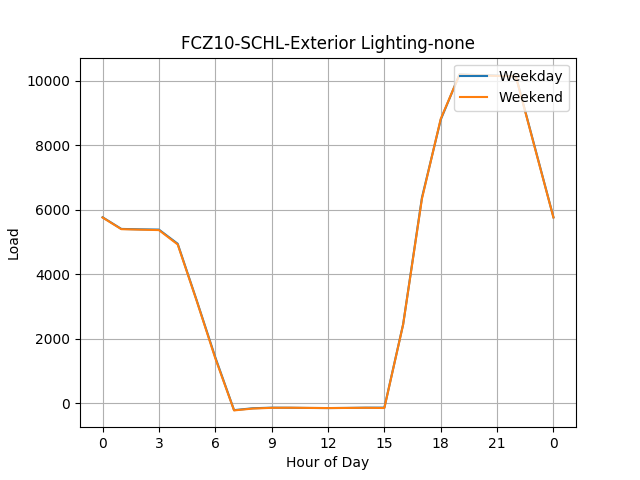 FCZ10-SCHL-Exterior Lighting-none
Weekday
Weekend
10000
8000
6000
4000
2000
0
Load
0 3 6 9 12 15 18 21 0
Hour of Day